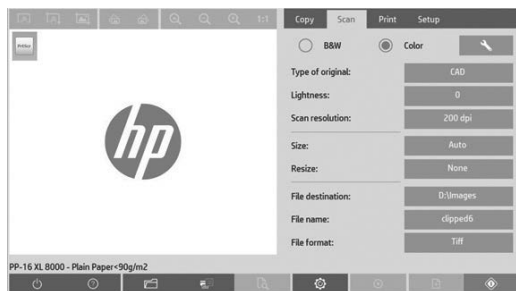 1:1
Copy Scan Print Setup
B&W Color
Type of original: CAD
Lightness: 0
Scan resolution: 200 dpi
Size: Auto
Resize: None
File destination: D:\Images
File name: clipped6
File format: Tiff
hp
PP-16 XL 8000 - Plain Paper<90g/m2